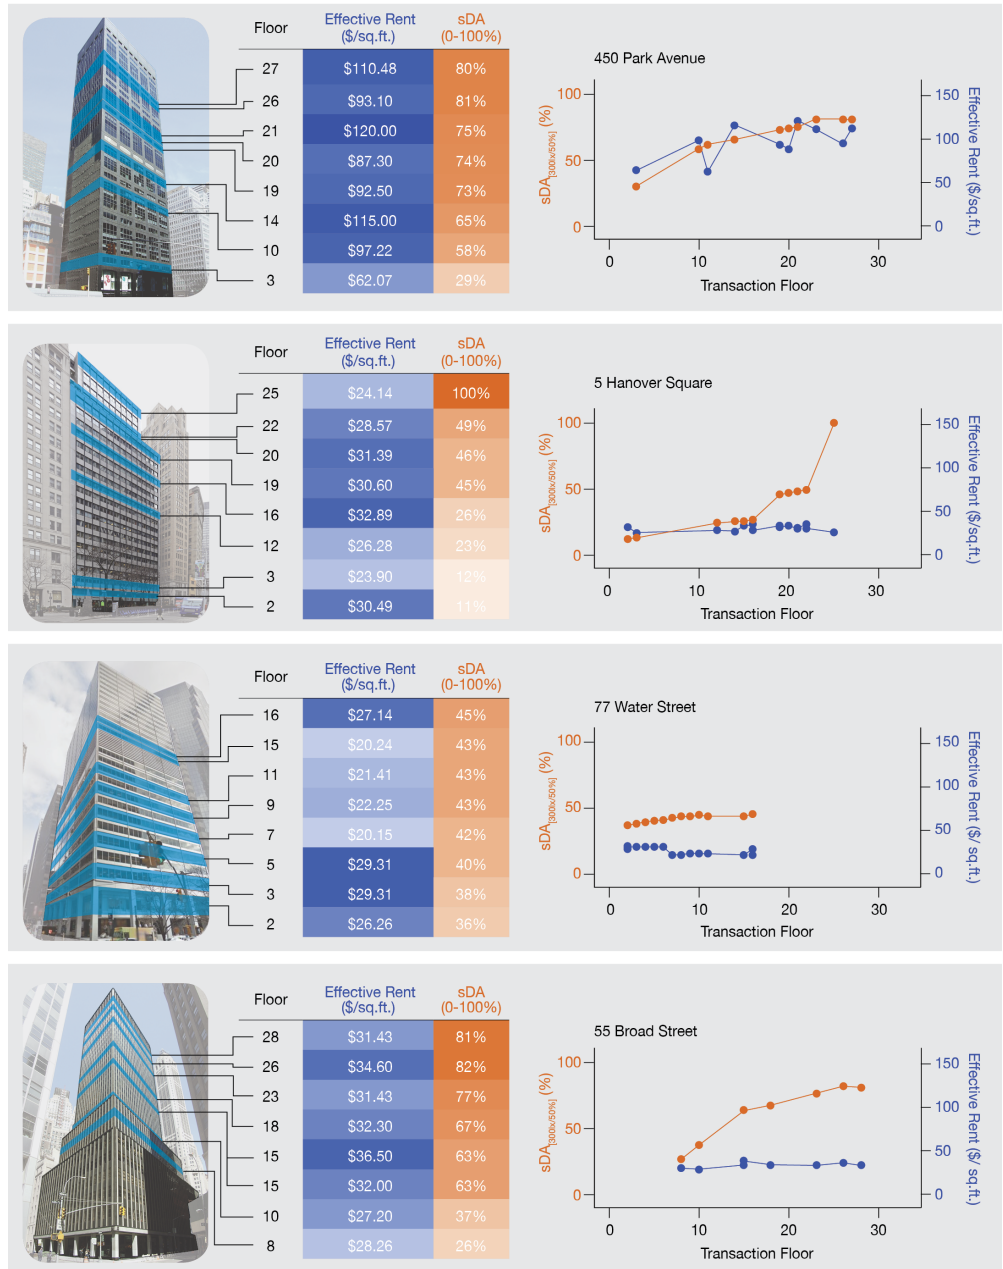 Floor Effective Rent ($/sq.ft.) sDA (0-100%)
27 $110.48 80%
26 $93.10 81%
21 $120.00 75%
20 $87.30 74%
19 $92.50 73%
14 $115.00 65%
10 $97.22 58%
3 $62.07 29%
450 Park Avenue
sDA[300lx/50%] (%)
100
50
0
150
100
50
0
Effective Rent ($/sq.ft.)
0 10 20 30
Transaction Floor
Floor Effective Rent ($/sq.ft.) sDA (0-100%)
25 $24.14 100%
22 $28.57 49%
20 $31.39 46%
19 $30.60 45%
16 $32.89 26%
12 $26.28 23%
3 $23.90 12%
2 $30.49 11%
5 Hanover Square
sDA[300lx/50%] (%)
100
50
0
150
100
50
0
Effective Rent ($/sq.ft.)
0 10 20 30
Transaction Floor
Floor Effective Rent ($/sq.ft.) sDA (0-100%)
16 $27.14 45%
15 $20.24 43%
11 $21.41 43%
9 $22.25 43%
7 $20.15 42%
5 $29.31 40%
3 $29.31 38%
2 $26.26 36%
77 Water Street
sDA[300lx/50%] (%)
100
50
0
150
100
50
0
Effective Rent ($/ sq.ft.)
0 10 20 30
Transaction Floor
Floor Effective Rent ($/sq.ft.) sDA (0-100%)
28 $31.43 81%
26 $34.60 82%
23 $31.43 77%
18 $32.30 67%
15 $36.50 63%
15 $32.00 63%
10 $27.20 37%
8 $28.26 26%
55 Broad Street
sDA[300lx/50%] (%)
100
50
0
150
100
50
0
Effective Rent ($/ sq.ft.)
0 10 20 30
Transaction Floor